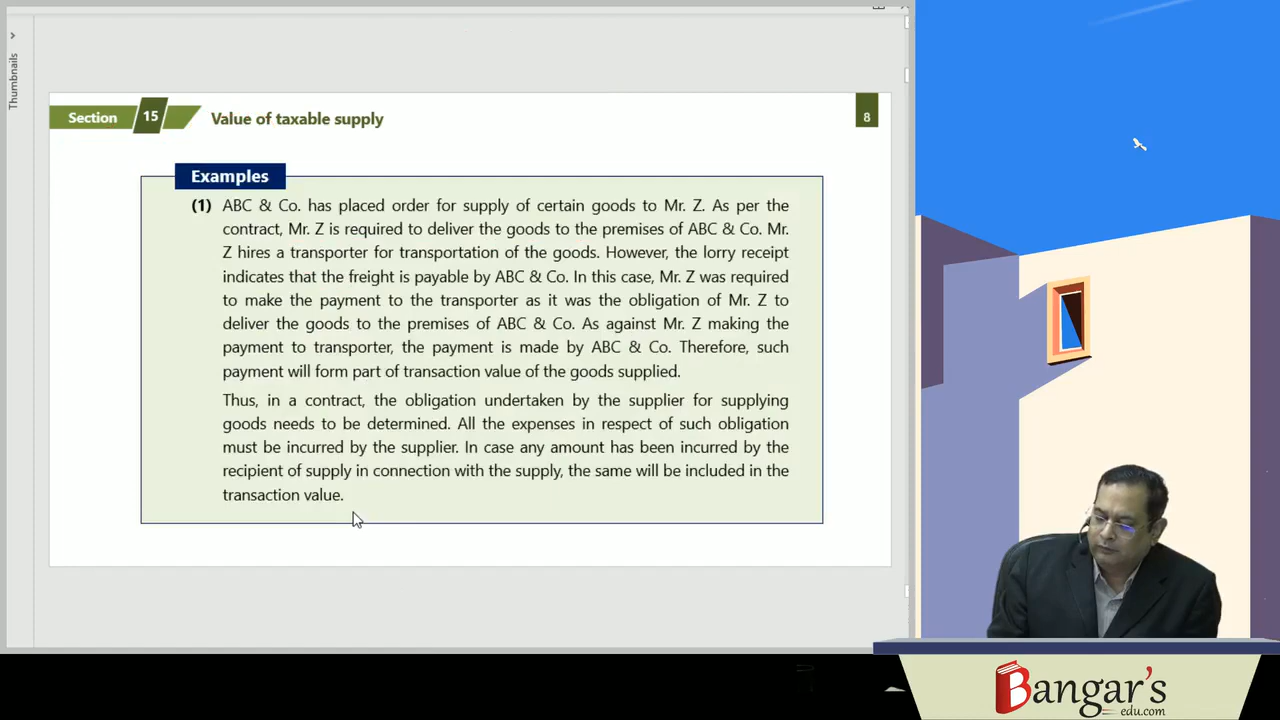 Thumbnails
Section 15 Value of taxable supply 8
Examples
(1) ABC & Co. has placed order for supply of certain goods to Mr. Z. As per the
contract, Mr. Z is required to deliver the goods to the premises of ABC & Co. Mr.
Z hires a transporter for transportation of the goods. However, the lorry receipt
indicates that the freight is payable by ABC & Co. In this case, Mr. Z was required
to make the payment to the transporter as it was the obligation of Mr. Z to
deliver the goods to the premises of ABC & Co. As against Mr. Z making the
payment to transporter, the payment is made by ABC & Co. Therefore, such
payment will form part of transaction value of the goods supplied.
Thus, in a contract, the obligation undertaken by the supplier for supplying
goods needs to be determined. All the expenses in respect of such obligation
must be incurred by the supplier. In case any amount has been incurred by the
recipient of supply in connection with the supply, the same will be included in the
transaction value.
Bangar's
edu.com